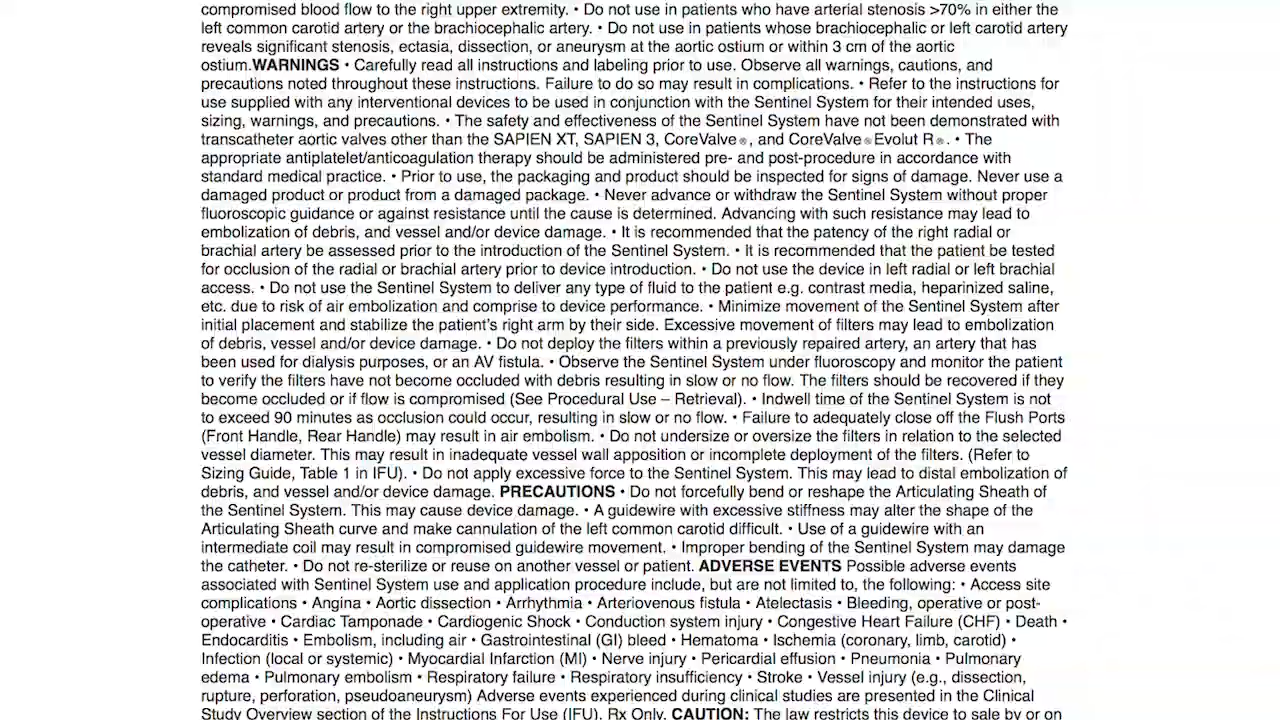 compromised blood flow to the right upper extremity. • Do not use in patients who have arterial stenosis >70% in either the
left common carotid artery or the brachiocephalic artery. • Do not use in patients whose brachiocephalic or left carotid artery
reveals significant stenosis, ectasia, dissection, or aneurysm at the aortic ostium or within 3 cm of the aortic
ostium.WARNINGS • Carefully read all instructions and labeling prior to use. Observe all warnings, cautions, and
precautions noted throughout these instructions. Failure to do so may result in complications. • Refer to the instructions for
use supplied with any interventional devices to be used in conjunction with the Sentinel System for their intended uses,
sizing, warnings, and precautions. • The safety and effectiveness of the Sentinel System have not been demonstrated with
transcatheter aortic valves other than the SAPIEN XT, SAPIEN 3, CoreValve®, and CoreValve®Evolut R®. • The
appropriate antiplatelet/anticoagulation therapy should be administered pre- and post-procedure in accordance with
standard medical practice. • Prior to use, the packaging and product should be inspected for signs of damage. Never use a
damaged product or product from a damaged package. • Never advance or withdraw the Sentinel System without proper
fluoroscopic guidance or against resistance until the cause is determined. Advancing with such resistance may lead to
embolization of debris, and vessel and/or device damage. • It is recommended that the patency of the right radial or
brachial artery be assessed prior to the introduction of the Sentinel System. • It is recommended that the patient be tested
for occlusion of the radial or brachial artery prior to device introduction. • Do not use the device in left radial or left brachial
access. • Do not use the Sentinel System to deliver any type of fluid to the patient e.g. contrast media, heparinized saline,
etc. due to risk of air embolization and comprise to device performance. • Minimize movement of the Sentinel System after
initial placement and stabilize the patient's right arm by their side. Excessive movement of filters may lead to embolization
of debris, vessel and/or device damage. • Do not deploy the filters within a previously repaired artery, an artery that has
been used for dialysis purposes, or an AV fistula. • Observe the Sentinel System under fluoroscopy and monitor the patient
to verify the filters have not become occluded with debris resulting in slow or no flow. The filters should be recovered if they
become occluded or if flow is compromised (See Procedural Use – Retrieval). • Indwell time of the Sentinel System is not
to exceed 90 minutes as occlusion could occur, resulting in slow or no flow. • Failure to adequately close off the Flush Ports
(Front Handle, Rear Handle) may result in air embolism. • Do not undersize or oversize the filters in relation to the selected
vessel diameter. This may result in inadequate vessel wall apposition or incomplete deployment of the filters. (Refer to
Sizing Guide, Table 1 in IFU). • Do not apply excessive force to the Sentinel System. This may lead to distal embolization of
debris, and vessel and/or device damage. PRECAUTIONS • Do not forcefully bend or reshape the Articulating Sheath of
the Sentinel System. This may cause device damage. • A guidewire with excessive stiffness may alter the shape of the
Articulating Sheath curve and make cannulation of the left common carotid difficult. • Use of a guidewire with an
intermediate coil may result in compromised guidewire movement. • Improper bending of the Sentinel System may damage
the catheter. • Do not re-sterilize or reuse on another vessel or patient. ADVERSE EVENTS Possible adverse events
associated with Sentinel System use and application procedure include, but are not limited to, the following: • Access site
complications • Angina • Aortic dissection • Arrhythmia • Arteriovenous fistula • Atelectasis • Bleeding, operative or post-
operative • Cardiac Tamponade • Cardiogenic Shock • Conduction system injury • Congestive Heart Failure (CHF) • Death •
Endocarditis • Embolism, including air • Gastrointestinal (GI) bleed • Hematoma • Ischemia (coronary, limb, carotid) •
Infection (local or systemic) • Myocardial Infarction (MI) • Nerve injury • Pericardial effusion • Pneumonia • Pulmonary
edema • Pulmonary embolism • Respiratory failure • Respiratory insufficiency • Stroke • Vessel injury (e.g., dissection,
rupture, perforation, pseudoaneurysm) Adverse events experienced during clinical studies are presented in the Clinical
Study Overview section of the Instructions For Use (IFU). Rx Only. CAUTION: The law restricts this device to sale by or on